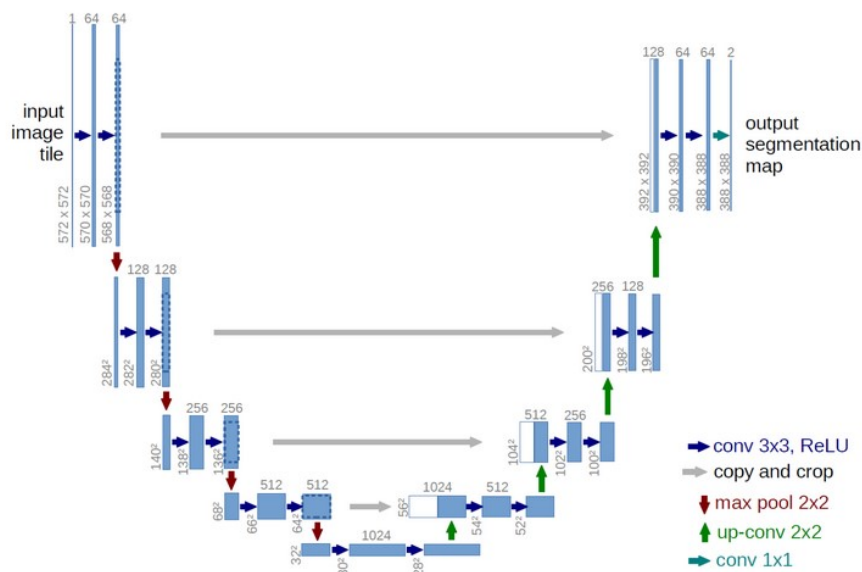 1 64 64
input
image
tile
572 x 572
570 x 570
568 x 568
128 64 64 2
output
segmentation
map
392 x 392
390 x 390
388 x 388
388 x 388
128 128
284²
282²
280²
256 128
200²
198²
196²
256 256
140²
138²
136²
512 256
104²
102²
100²
512 512
68²
66²
64²
1024 512
56²
54²
52²
1024
32²
conv 3x3, ReLU
copy and crop
max pool 2x2
up-conv 2x2
conv 1x1